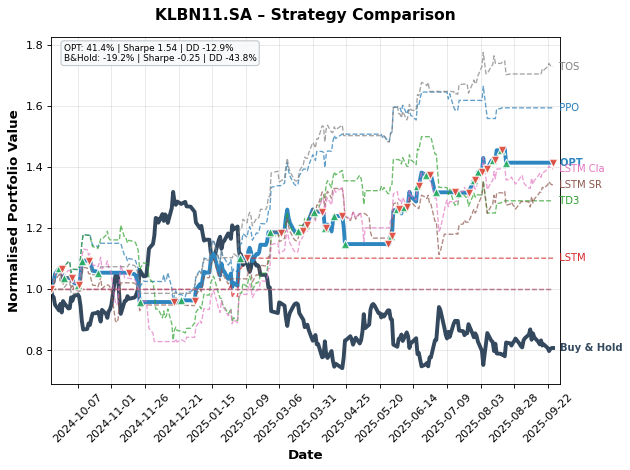 KLBN11.SA – Strategy Comparison
OPT: 41.4% | Sharpe 1.54 | DD -12.9%
B&Hold: -19.2% | Sharpe -0.25 | DD -43.8%
Normalised Portfolio Value
1.8
1.6
1.4
1.2
1.0
0.8
TOS
PPO
OPT
LSTM Cla
LSTM SR
TD3
LSTM
Buy & Hold
2024-10-07
2024-11-01
2024-11-26
2024-12-21
2025-01-15
2025-02-09
2025-03-06
2025-03-31
2025-04-25
2025-05-20
2025-06-14
2025-07-09
2025-08-03
2025-08-28
2025-09-22
Date